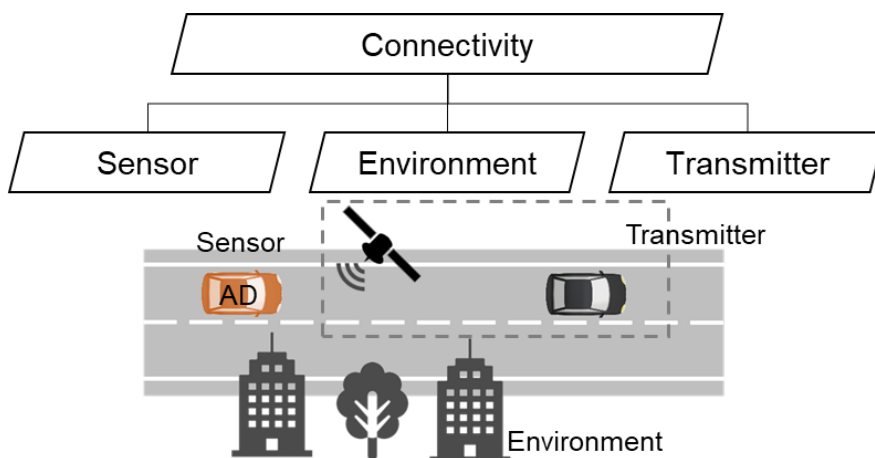 Connectivity
Sensor
Environment
Transmitter
Sensor
Transmitter
AD
Environment